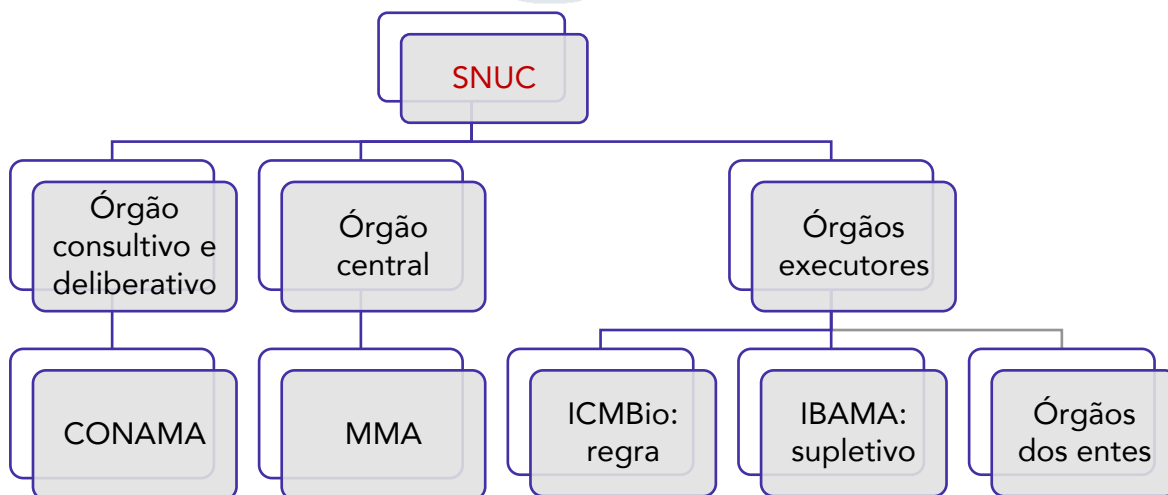 SNUC
Órgão
consultivo e
deliberativo
Órgão
central
Órgãos
executores
CONAMA
MMA
ICMBio:
regra
IBAMA:
supletivo
Órgãos
dos entes